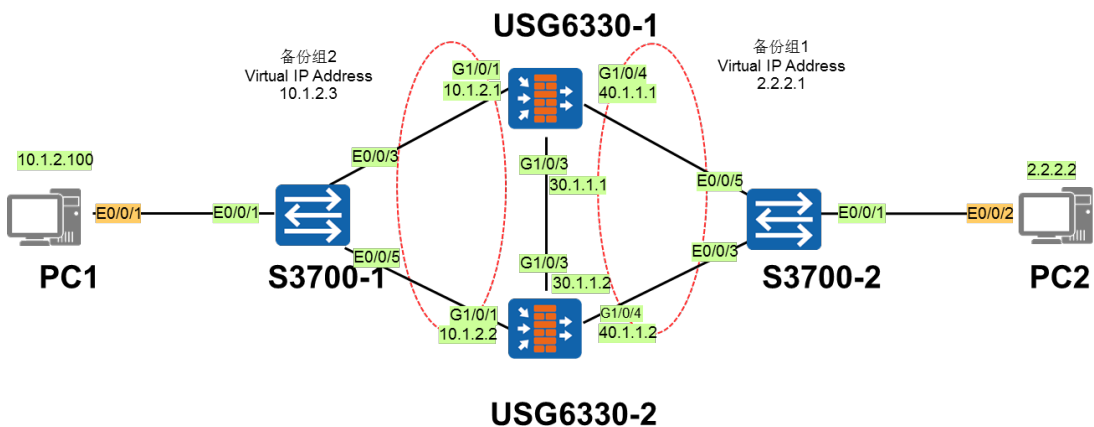 USG6330-1
备份组2
Virtual IP Address
10.1.2.3
备份组1
Virtual IP Address
2.2.2.1
G1/0/1
10.1.2.1
G1/0/4
40.1.1.1
10.1.2.100
E0/0/3
G1/0/3
30.1.1.1
E0/0/5
2.2.2.2
E0/0/1
E0/0/1
E0/0/1
E0/0/2
PC1
S3700-1
E0/0/5
G1/0/3
30.1.1.2
E0/0/3
S3700-2
PC2
G1/0/1
10.1.2.2
G1/0/4
40.1.1.2
USG6330-2